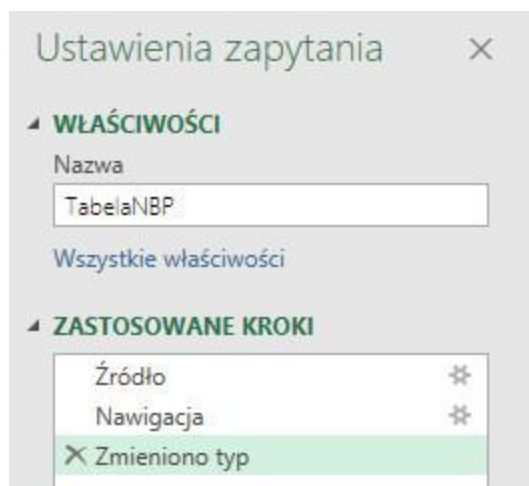 Ustawienia zapytania
WŁAŚCIWOŚCI
Nazwa
TabelaNBP
Wszystkie właściwości
ZASTOSOWANE KROKI
Źródło
Nawigacja
Zmieniono typ